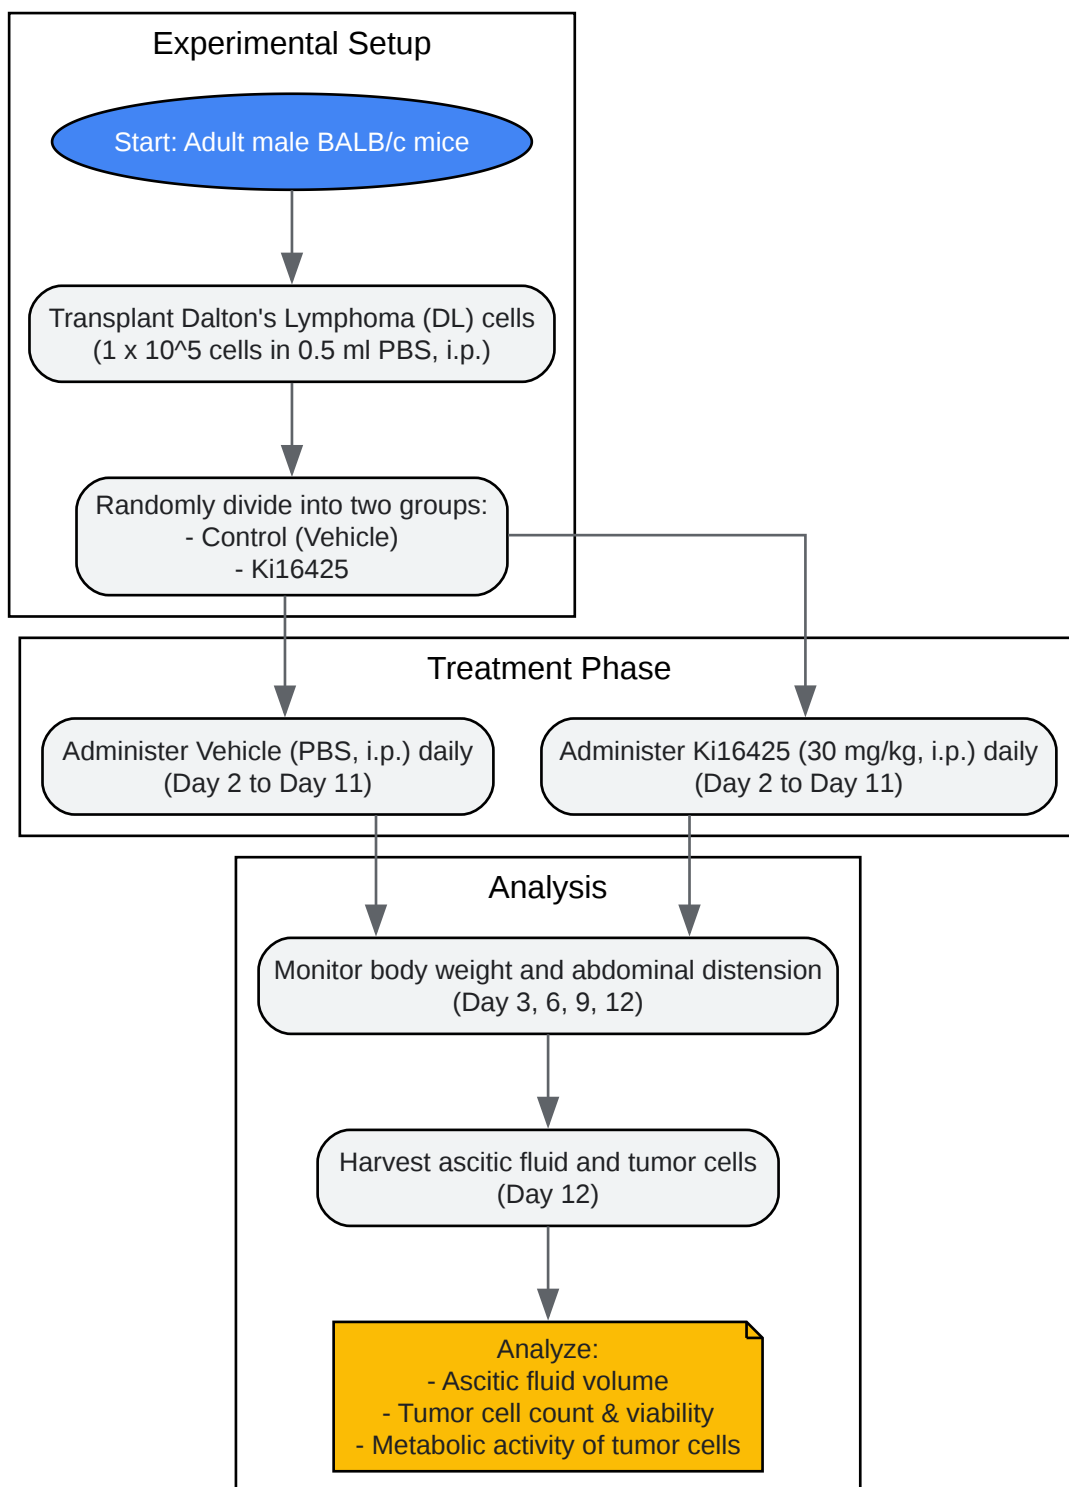 Experimental Setup
Start: Adult male BALB/c mice
Transplant Dalton's Lymphoma (DL) cells
(1 x 10^5 cells in 0.5 ml PBS, i.p.)
Randomly divide into two groups:
- Control (Vehicle)
- Ki16425
Treatment Phase
Administer Vehicle (PBS, i.p.) daily
(Day 2 to Day 11)
Administer Ki16425 (30 mg/kg, i.p.) daily
(Day 2 to Day 11)
Analysis
Monitor body weight and abdominal distension
(Day 3, 6, 9, 12)
Harvest ascitic fluid and tumor cells
(Day 12)
Analyze:
- Ascitic fluid volume
- Tumor cell count & viability
- Metabolic activity of tumor cells